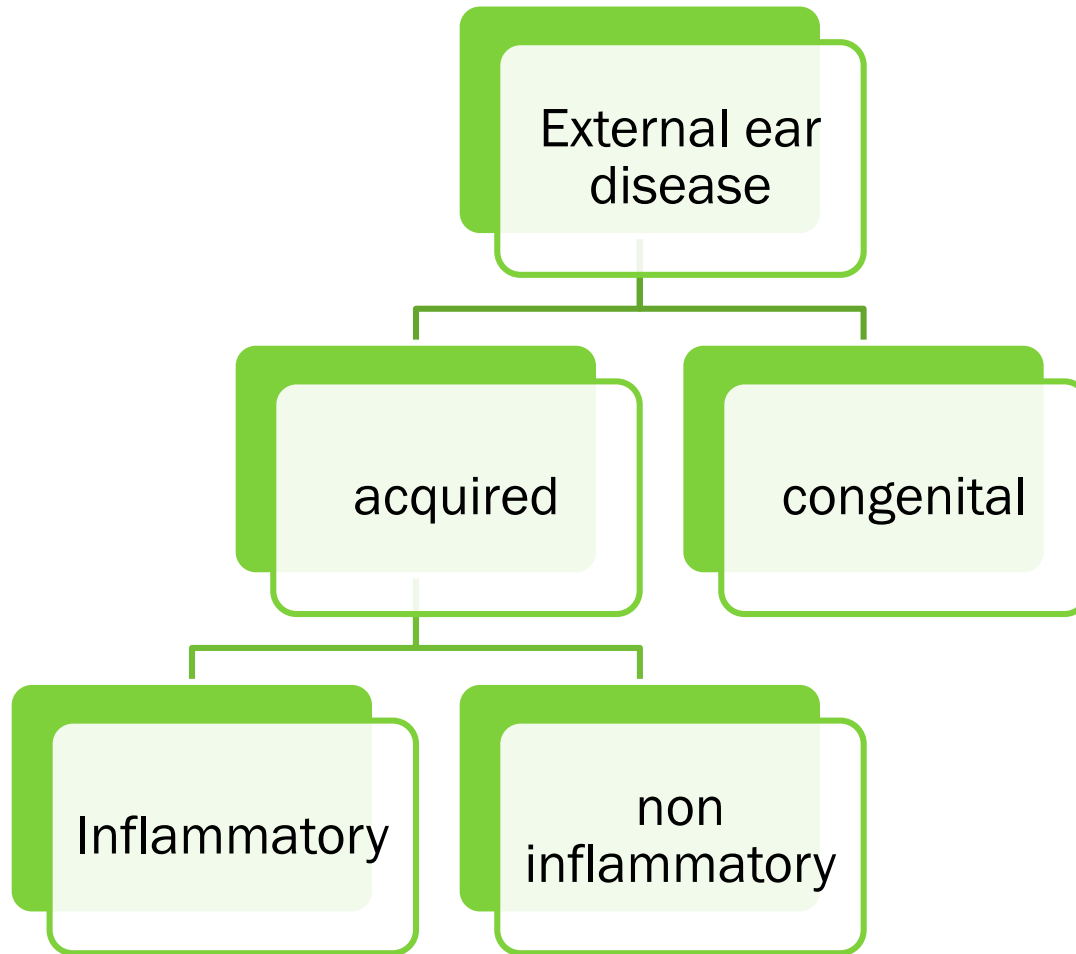 External ear
disease
acquired
congenital
Inflammatory
non
inflammatory